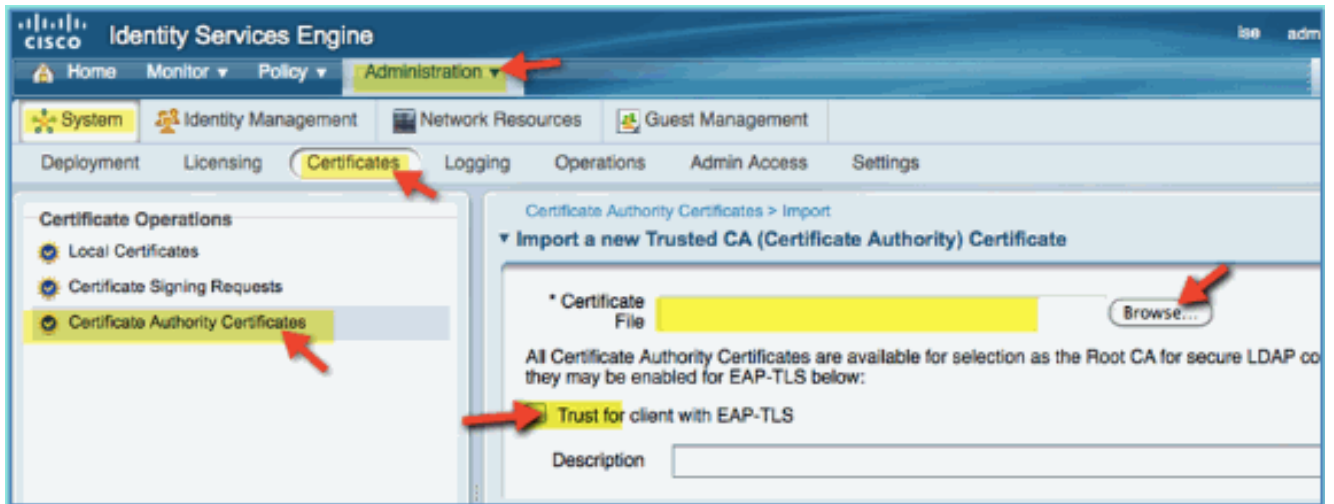 cisco Identity Services Engine ise adm
Home Monitor Policy Administration
System Identity Management Network Resources Guest Management
Deployment Licensing Certificates Logging Operations Admin Access Settings
Certificate Operations
Local Certificates
Certificate Signing Requests
Certificate Authority Certificates
Certificate Authority Certificates > Import
Import a new Trusted CA (Certificate Authority) Certificate
* Certificate
File
Browse...
All Certificate Authority Certificates are available for selection as the Root CA for secure LDAP co
they may be enabled for EAP-TLS below:
Trust for client with EAP-TLS
Description